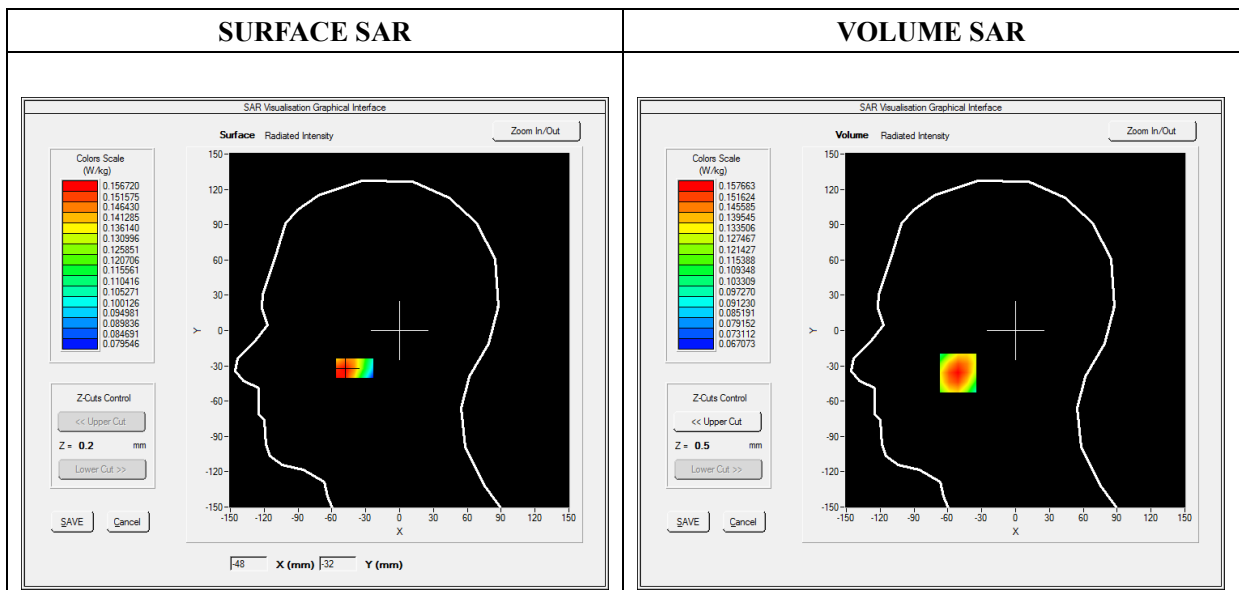 SURFACE SAR
VOLUME SAR
SAR Visualisation Graphical Interface
Surface Radiated Intensity
Zoom In/Out
Colors Scale
(W/kg)
0.156720
0.151575
0.146430
0.141285
0.136140
0.130996
0.125851
0.120706
0.115561
0.110416
0.105271
0.100126
0.094981
0.089836
0.084691
0.079546
Z-Cuts Control
<< Upper Cut
Z = 0.2 mm
Lower Cut >>
SAVE Cancel
150
120
90
60
30
0
-30
-60
-90
-120
-150
Y
-150 -120 -90 -60 -30 0 30 60 90 120 150
X
-48 X (mm) -32 Y (mm)
SAR Visualisation Graphical Interface
Volume Radiated Intensity
Zoom In/Out
Colors Scale
(W/kg)
0.157663
0.151624
0.145585
0.139545
0.133506
0.127467
0.121427
0.115388
0.109348
0.103309
0.097270
0.091230
0.085191
0.079152
0.073112
0.067073
Z-Cuts Control
<< Upper Cut
Z = 0.5 mm
Lower Cut >>
SAVE Cancel
150
120
90
60
30
0
-30
-60
-90
-120
-150
Y
-150 -120 -90 -60 -30 0 30 60 90 120 150
X